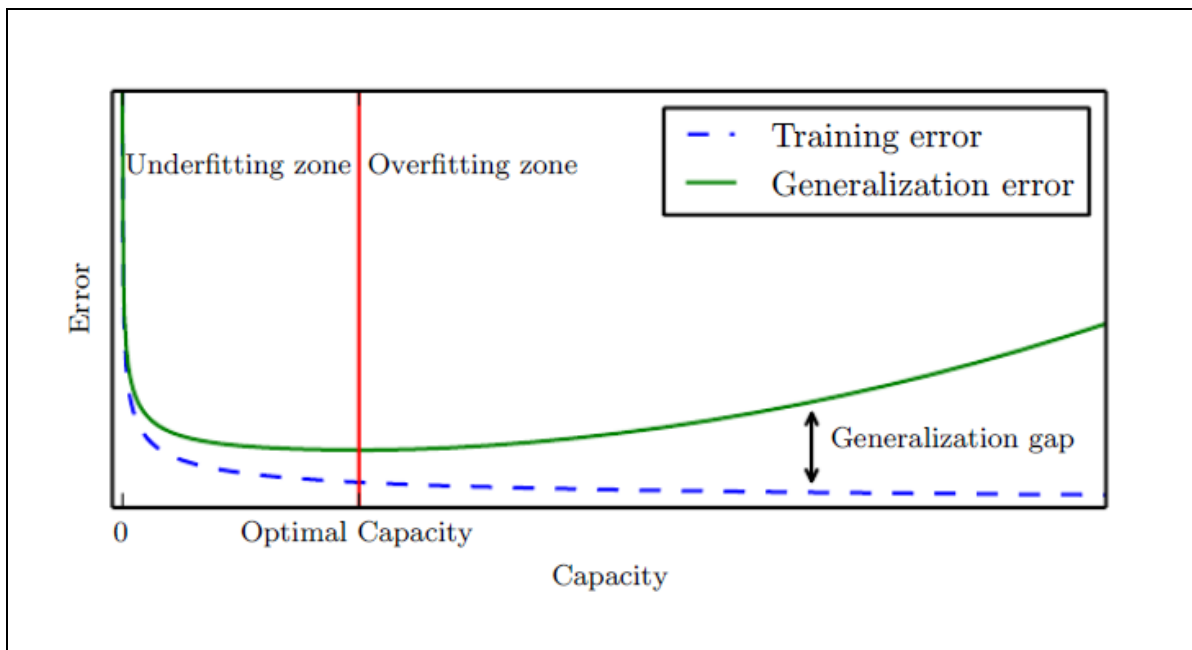 Underfitting zone
Overfitting zone
Training error
Generalization error
Error
Generalization gap
0
Optimal Capacity
Capacity